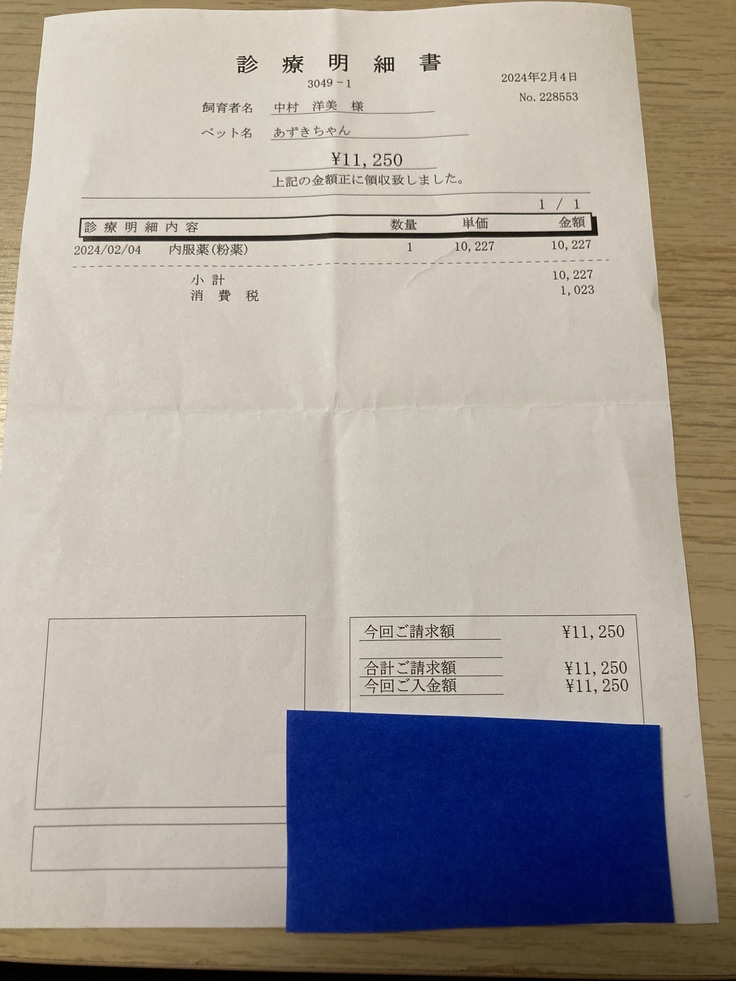 診療明細書
3049-1
2024年2月4日
No.228553
飼育者名 中村 洋美 様
ペット名 あずきちゃん
¥11,250
上記の金額正に領収致しました。
1 / 1
診療明細内容 数量 単価 金額
2024/02/04 内服薬(粉薬) 1 10,227 10,227
小計 10,227
消費税 1,023
今回ご請求額 ¥11,250
合計ご請求額 ¥11,250
今回ご入金額 ¥11,250